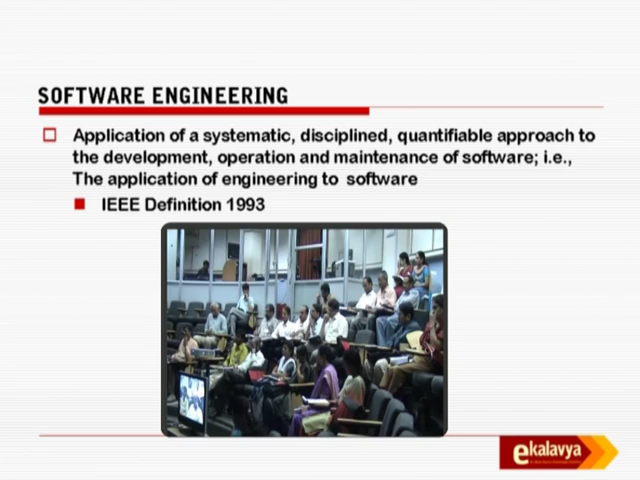 SOFTWARE ENGINEERING
Application of a systematic, disciplined, quantifiable approach to
the development, operation and maintenance of software; i.e.,
The application of engineering to software
IEEE Definition 1993
ekalavya